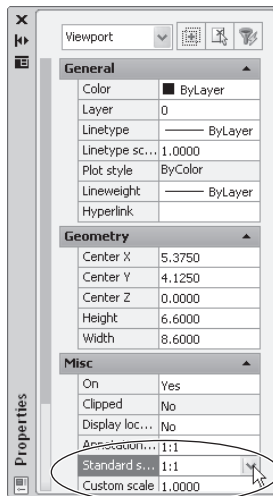 Viewport
General
Color ByLayer
Layer 0
Linetype ByLayer
Linetype sc... 1.0000
Plot style ByColor
Lineweight ByLayer
Hyperlink
Geometry
Center X 5.3750
Center Y 4.1250
Center Z 0.0000
Height 6.6000
Width 8.6000
Misc
On Yes
Clipped No
Display loc... No
Annotation... 1:1
Standard s... 1:1
Custom scale 1.0000
Properties